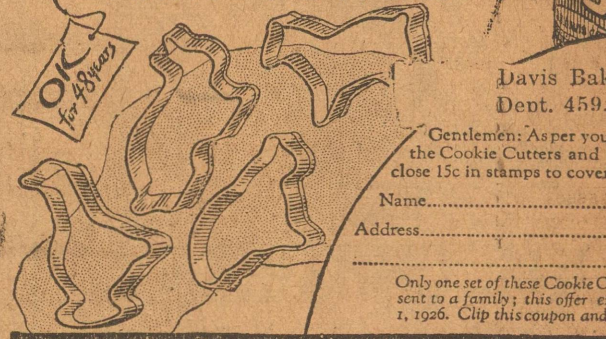 OK
for 48 years
Davis Bak
Dept. 459.
Gentlemen: As per you
the Cookie Cutters and
close 15c in stamps to cover
Name
Address
Only one set of these Cookie C
sent to a family; this offer e
1, 1926. Clip this coupon and